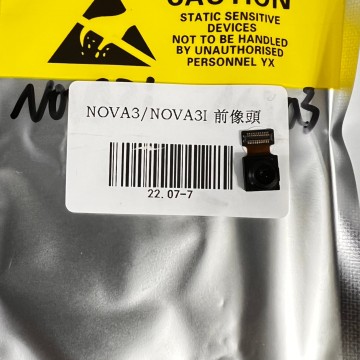 CAUTION
STATIC SENSITIVE
DEVICES
NOT TO BE HANDLED
BY UNAUTHORISED
PERSONNEL YX
NOVA3/NOVA3I 前像頭
22.07-7